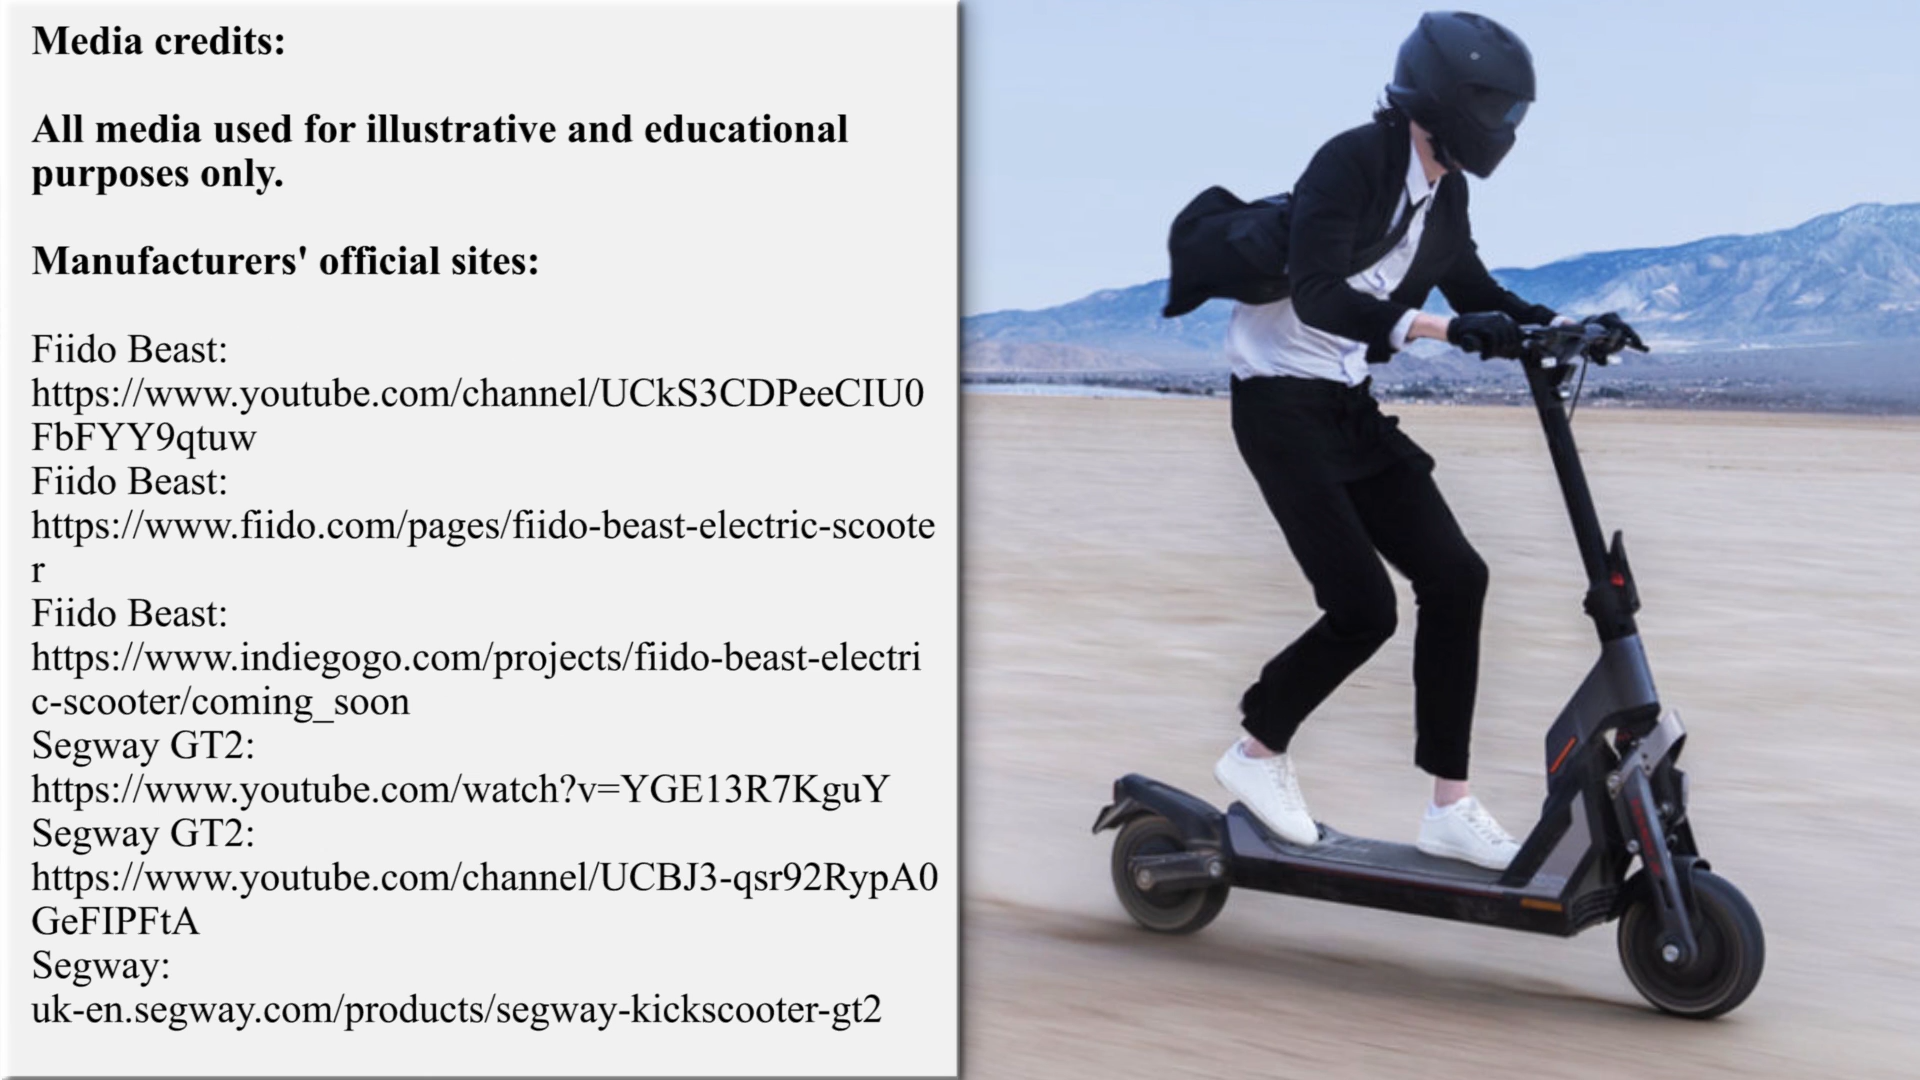 Media credits:
All media used for illustrative and educational
purposes only.
Manufacturers' official sites:
Fiido Beast:
https://www.youtube.com/channel/UCkS3CDPeeCIU0
FbFYY9qtuw
Fiido Beast:
https://www.fiido.com/pages/fiido-beast-electric-scoote
r
Fiido Beast:
https://www.indiegogo.com/projects/fiido-beast-electri
c-scooter/coming_soon
Segway GT2:
https://www.youtube.com/watch?v=YGE13R7KguY
Segway GT2:
https://www.youtube.com/channel/UCBJ3-qsr92RypA0
GeFIPFtA
Segway:
uk-en.segway.com/products/segway-kickscooter-gt2